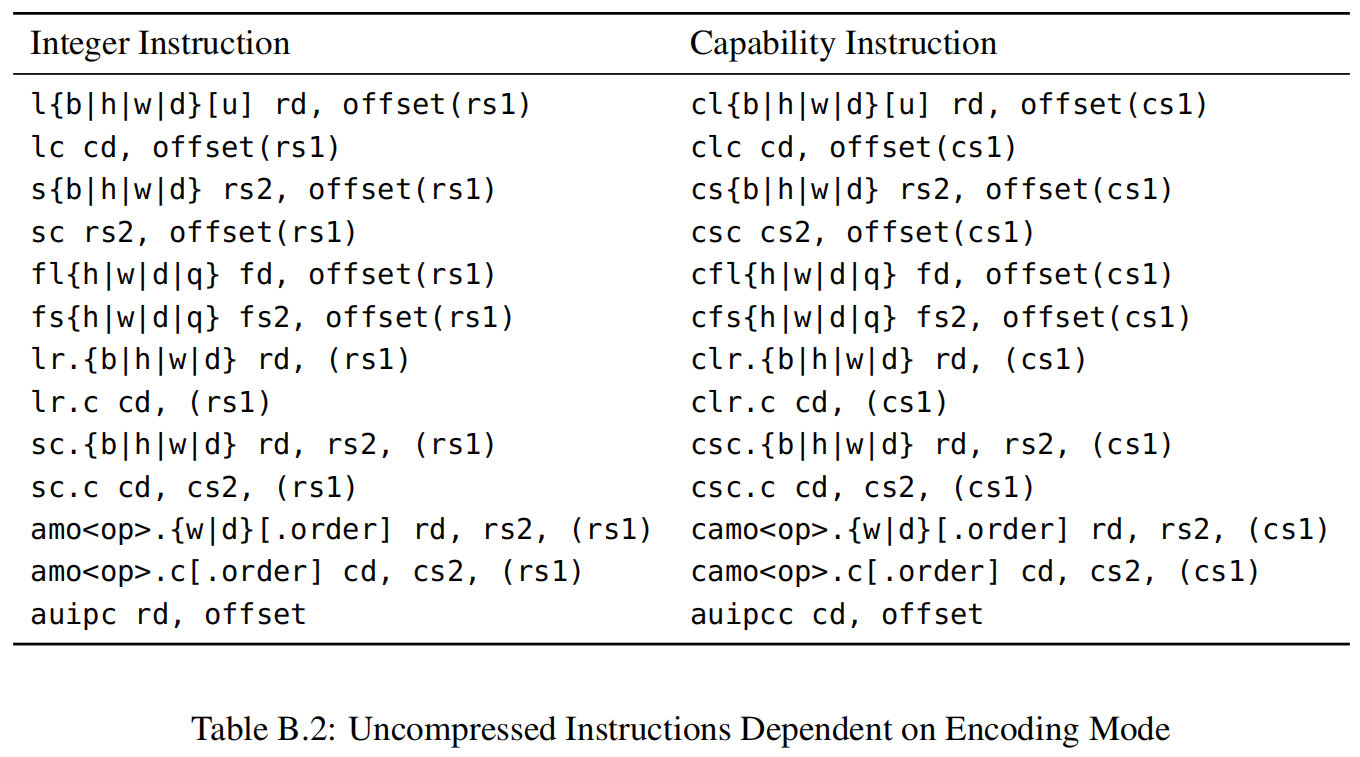 Integer Instruction Capability Instruction
l{b|h|w|d}[u] rd, offset(rs1) cl{b|h|w|d}[u] rd, offset(cs1)
lc cd, offset(rs1) clc cd, offset(cs1)
s{b|h|w|d} rs2, offset(rs1) cs{b|h|w|d} rs2, offset(cs1)
sc rs2, offset(rs1) csc cs2, offset(cs1)
fl{h|w|d|q} fd, offset(rs1) cfl{h|w|d|q} fd, offset(cs1)
fs{h|w|d|q} fs2, offset(rs1) cfs{h|w|d|q} fs2, offset(cs1)
lr.{b|h|w|d} rd, (rs1) clr.{b|h|w|d} rd, (cs1)
lr.c cd, (rs1) clr.c cd, (cs1)
sc.{b|h|w|d} rd, rs2, (rs1) csc.{b|h|w|d} rd, rs2, (cs1)
sc.c cd, cs2, (rs1) csc.c cd, cs2, (cs1)
amo<op>.{w|d}[.order] rd, rs2, (rs1) camo<op>.{w|d}[.order] rd, rs2, (cs1)
amo<op>.c[.order] cd, cs2, (rs1) camo<op>.c[.order] cd, cs2, (cs1)
auipc rd, offset auipcc cd, offset
Table B.2: Uncompressed Instructions Dependent on Encoding Mode